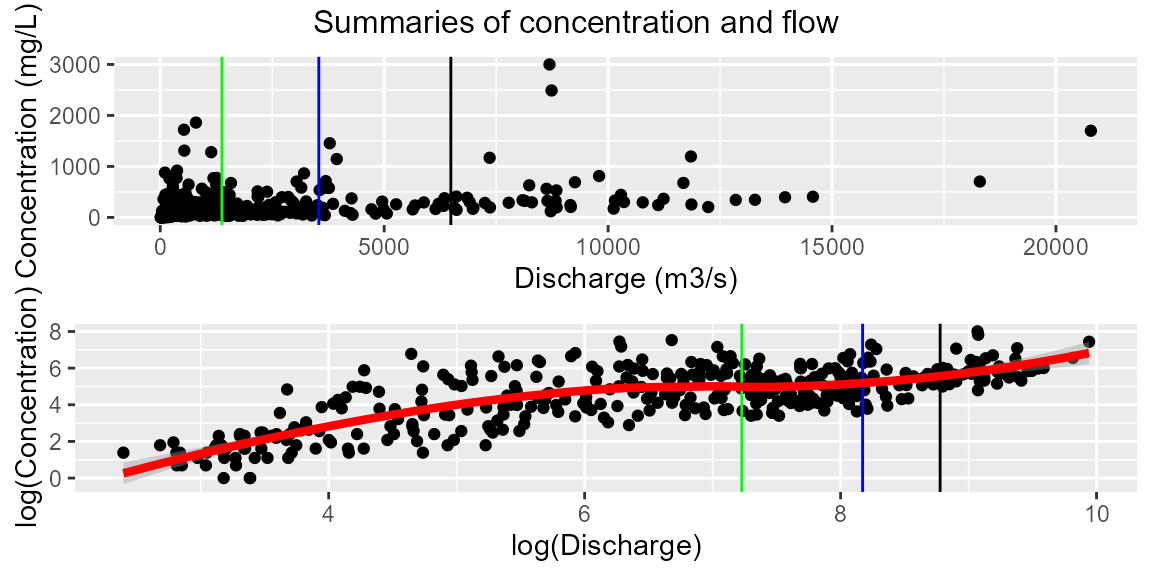 Summaries of concentration and flow
Concentration (mg/L)
3000
2000
1000
0
0 5000 10000 15000 20000
Discharge (m3/s)
log(Concentration)
8
6
4
2
0
4 6 8 10
log(Discharge)